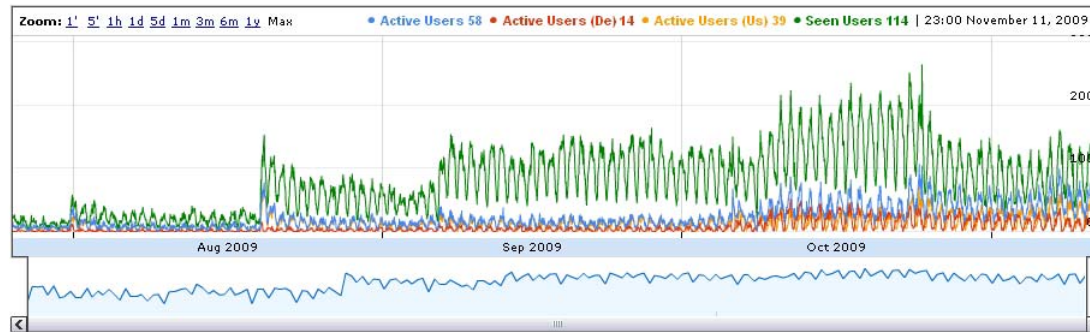 Zoom: 1' 5' 1h 1d 5d 1m 3m 6m 1y Max ● Active Users 58 ● Active Users (De) 14 ● Active Users (Us) 39 ● Seen Users 114 | 23:00 November 11, 2009
200
100
Aug 2009 Sep 2009 Oct 2009